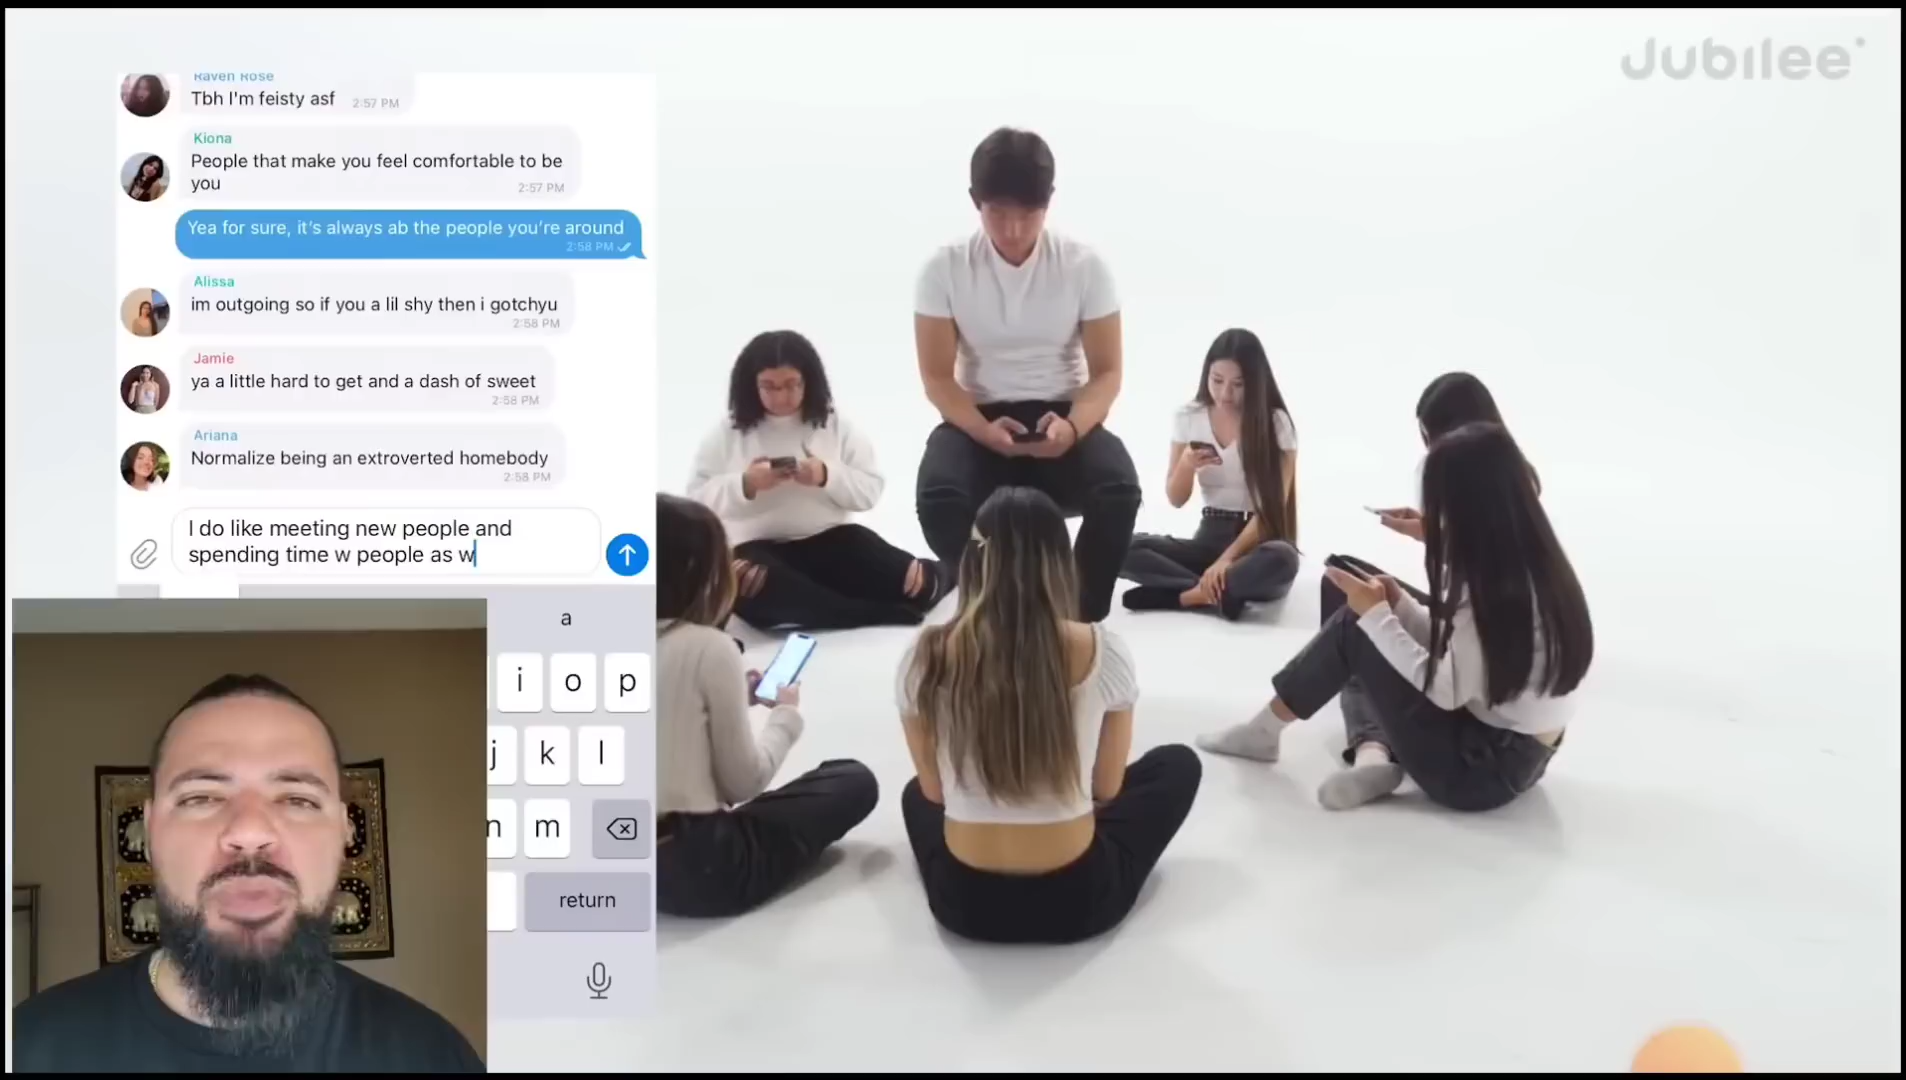 Jubilee
Raven Rose
Tbh I'm feisty asf 2:57 PM
Kiona
People that make you feel comfortable to be
you 2:57 PM
Yea for sure, it's always ab the people you're around
2:58 PM
Alissa
im outgoing so if you a lil shy then i gotchyu
2:58 PM
Jamie
ya a little hard to get and a dash of sweet
2:58 PM
Ariana
Normalize being an extroverted homebody
2:58 PM
I do like meeting new people and
spending time w people as w
a
i o p
j k l
n m
return